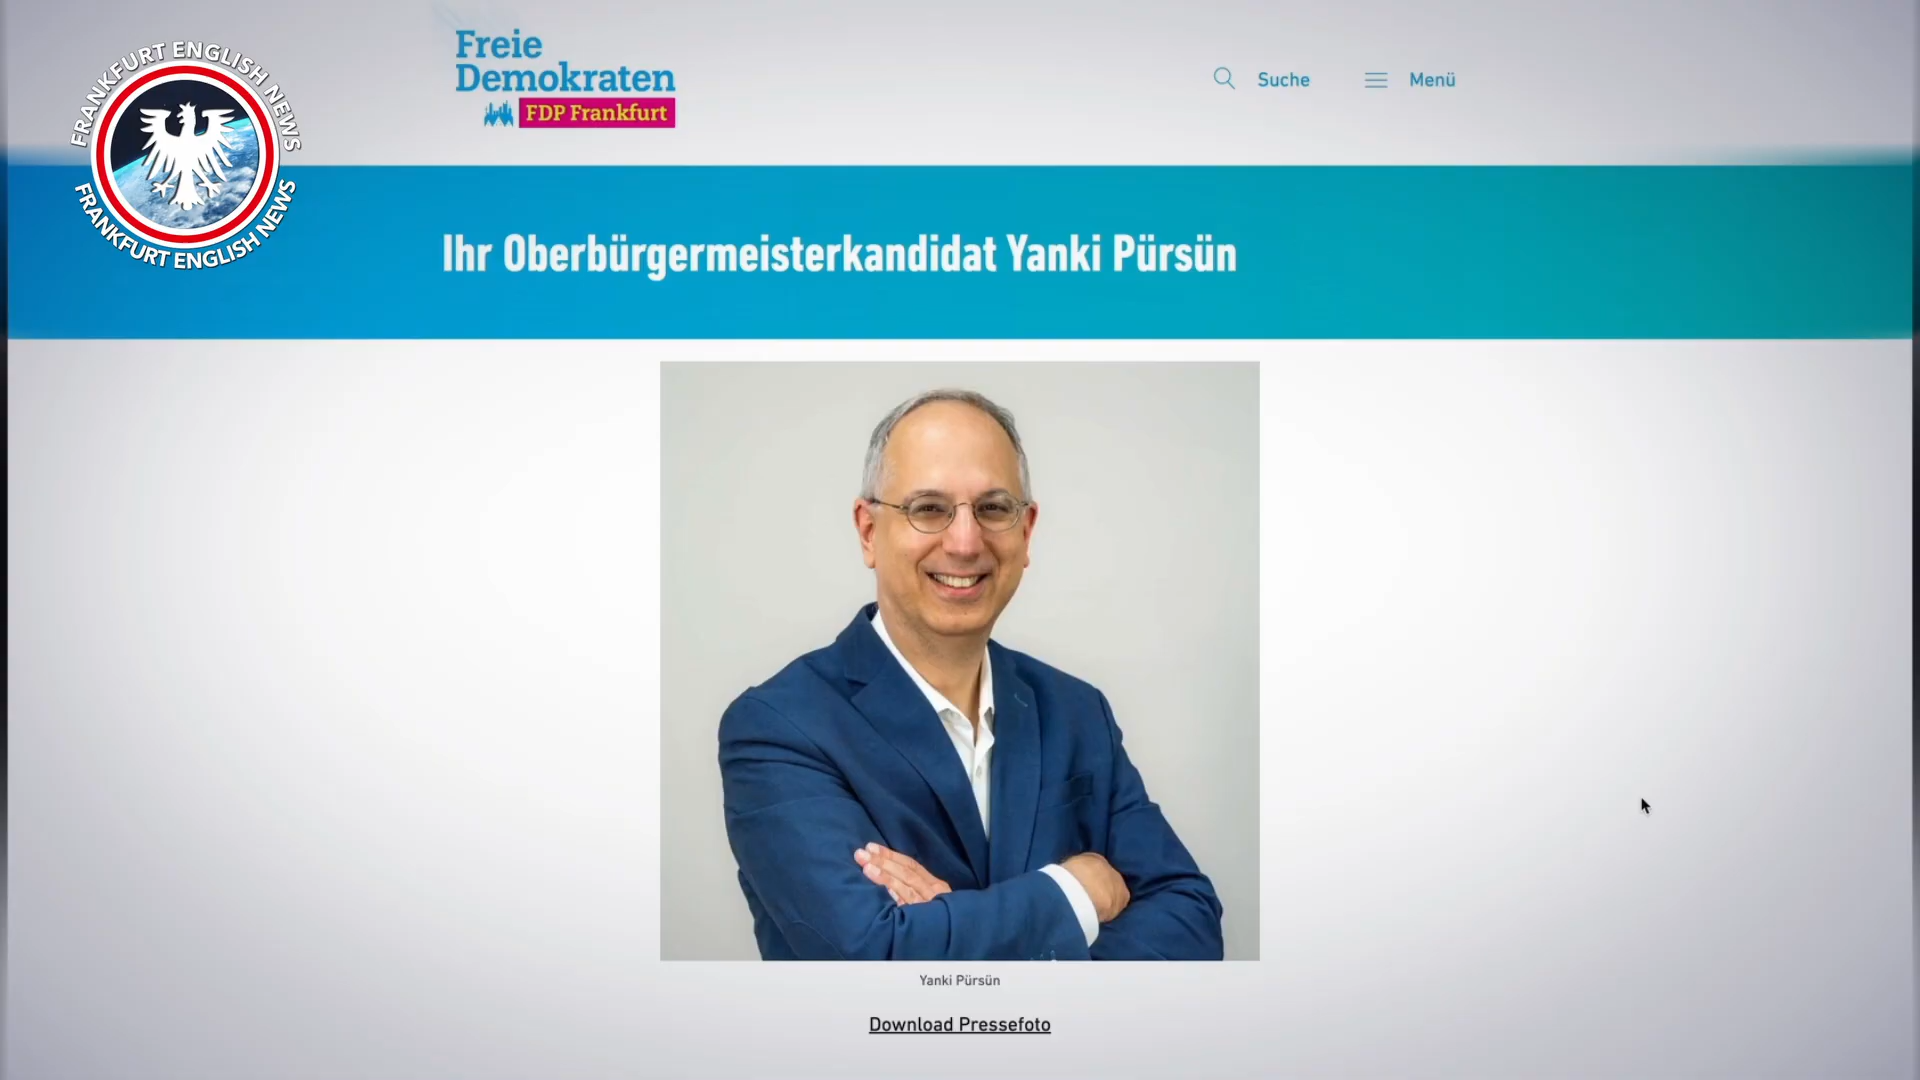 FRANKFURT ENGLISH NEWS
FRANKFURT ENGLISH NEWS
Freie
Demokraten
FDP Frankfurt
Suche
Menü
Ihr Oberbürgermeisterkandidat Yanki Pürsün
Yanki Pürsün
Download Pressefoto